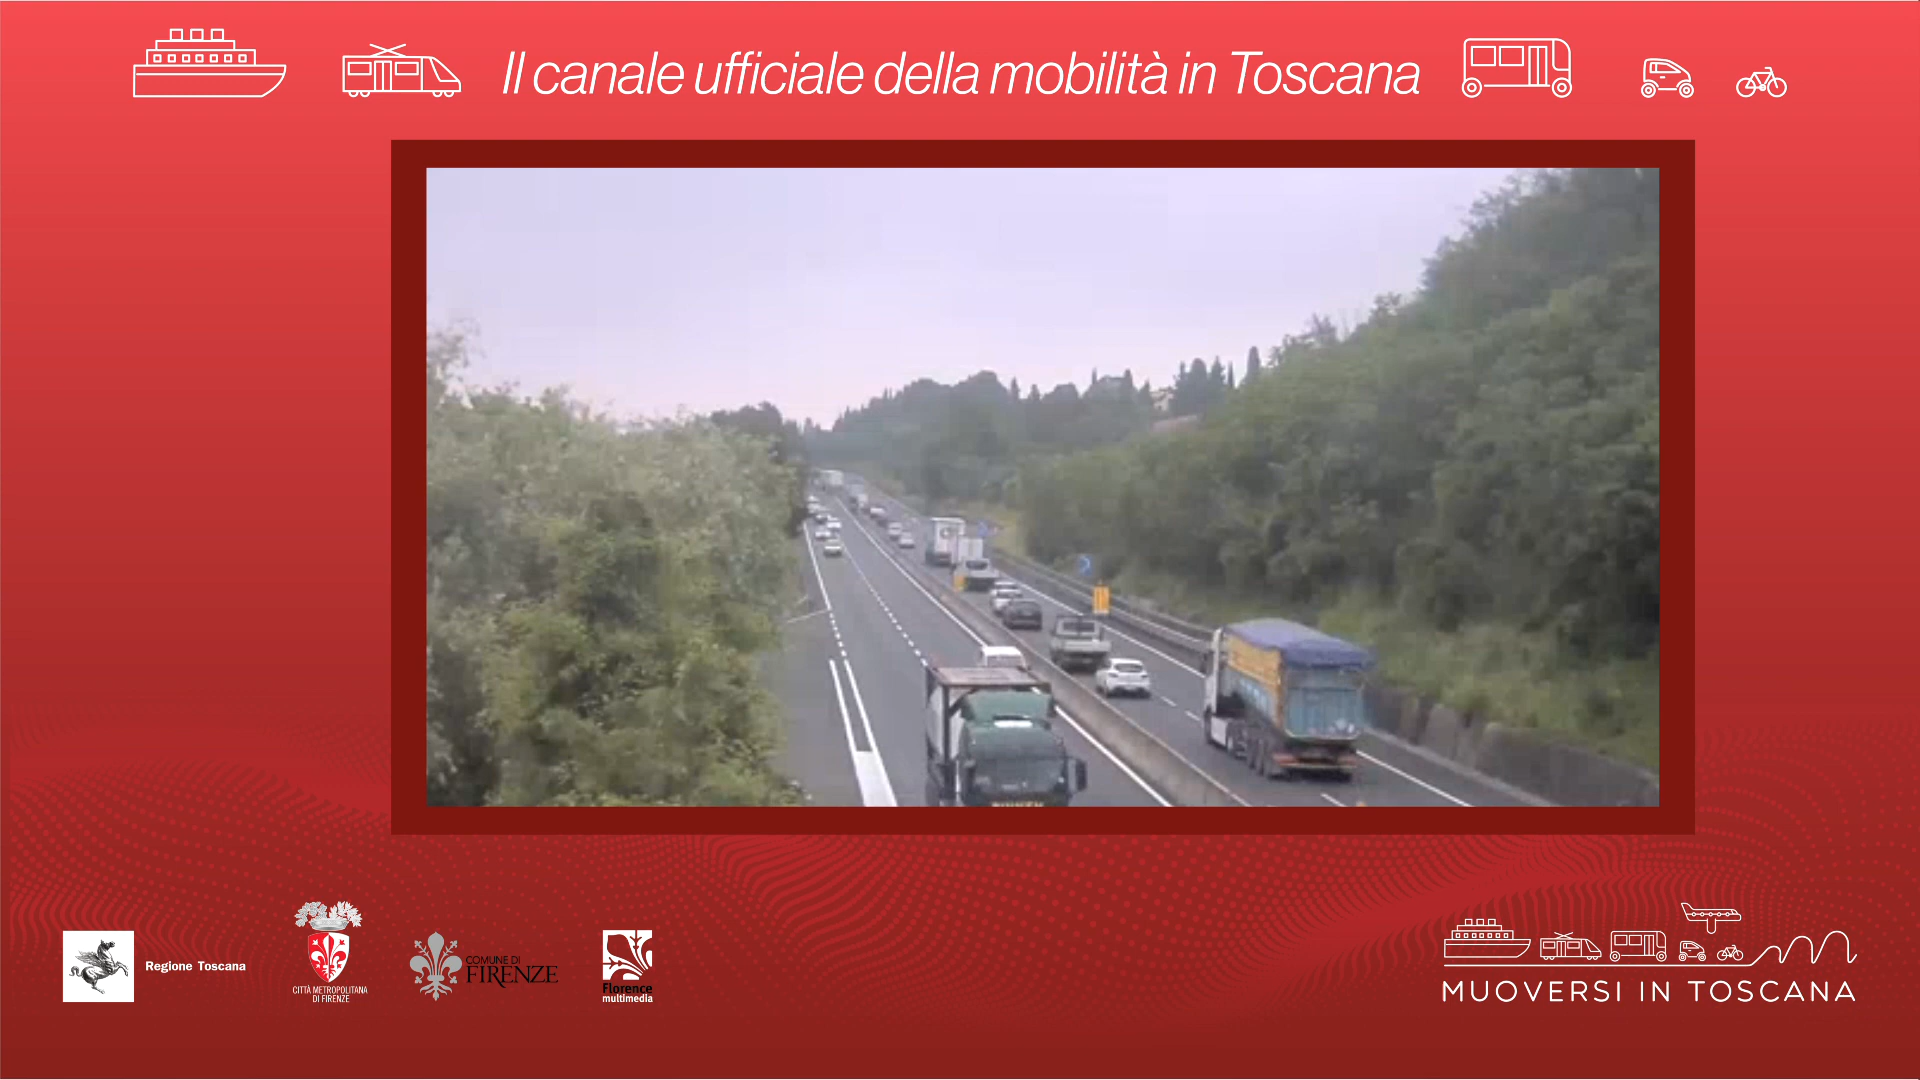 Il canale ufficiale della mobilità in Toscana
Regione Toscana
CITTÀ METROPOLITANA
DI FIRENZE
COMUNE DI
FIRENZE
Florence
multimedia
MUOVERSI IN TOSCANA